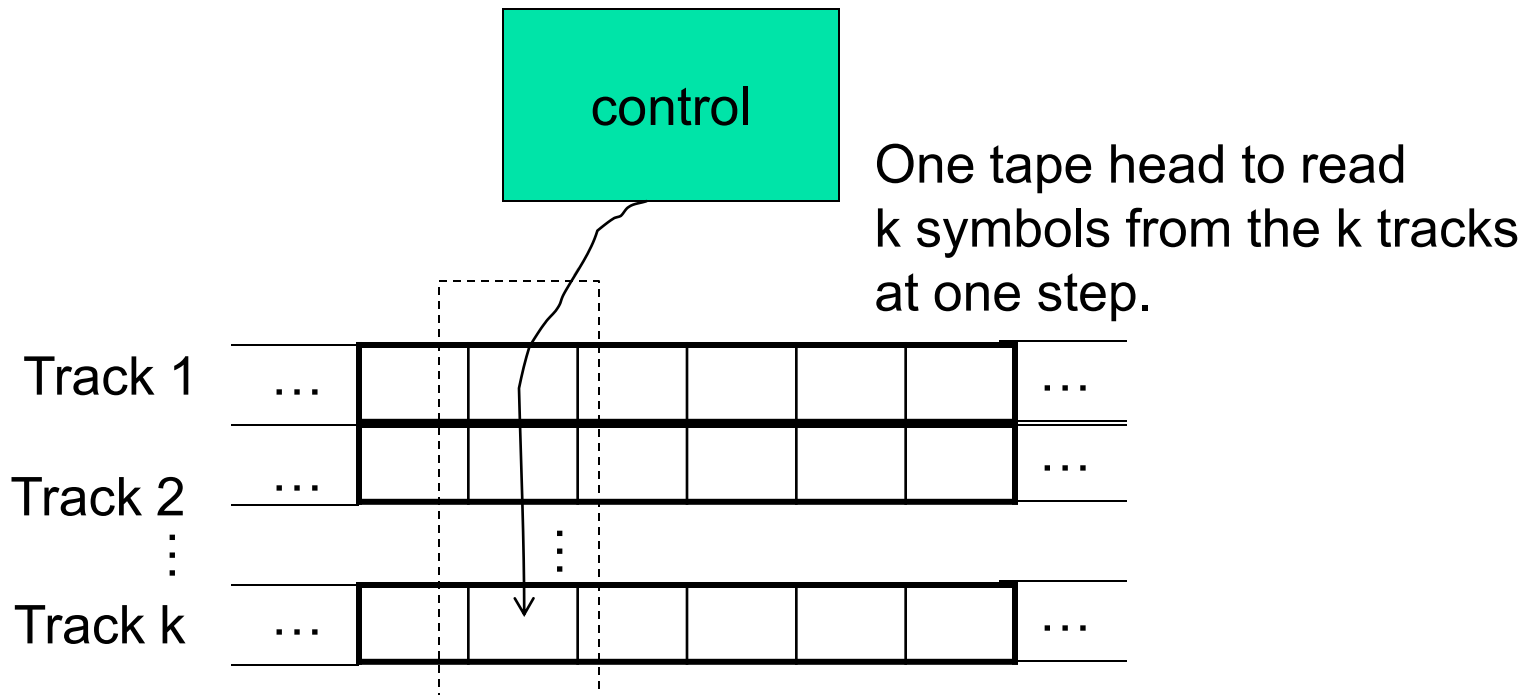 control
One tape head to read
k symbols from the k tracks
at one step.
Track 1 … …
Track 2 … …
⋮ ⋮
Track k … …